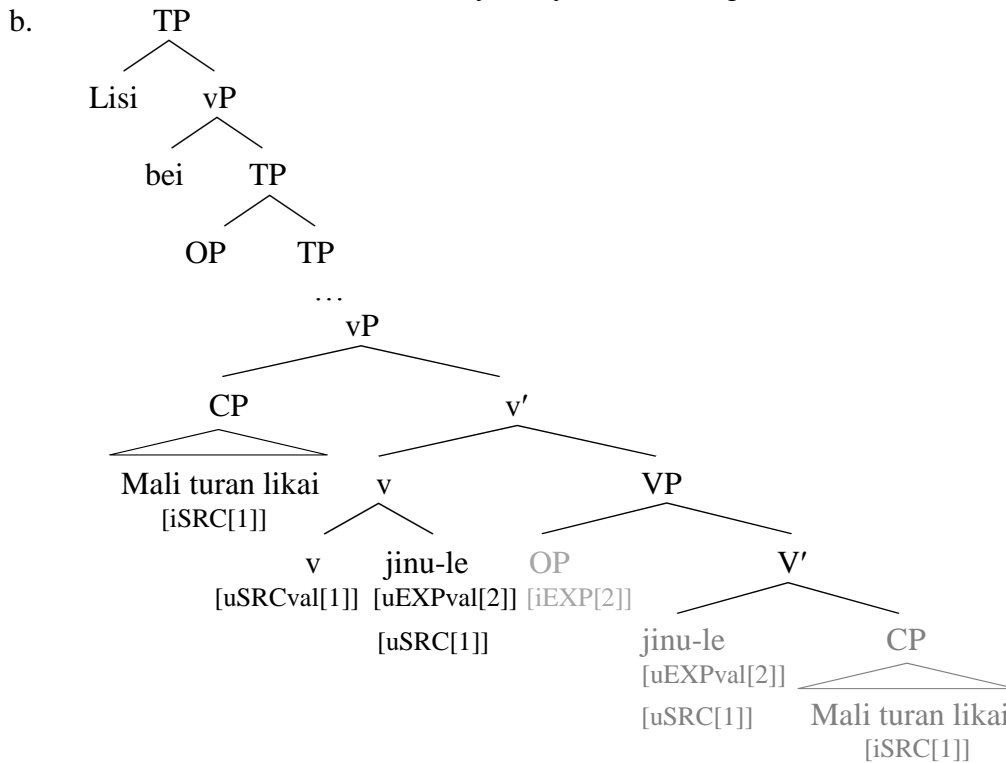 b.
TP
Lisi vP
bei TP
OP TP
…
vP
CP v′
Mali turan likai v VP
[iSRC[1]]
v jinu-le OP V′
[uSRCval[1]] [uEXPval[2]] [iEXP[2]]
[uSRC[1]] jinu-le CP
[uEXPval[2]]
[uSRC[1]] Mali turan likai
[iSRC[1]]